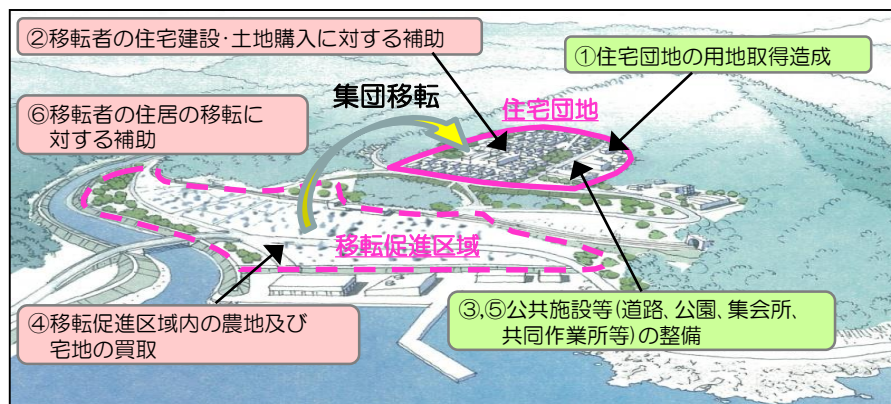 ②移転者の住宅建設･土地購入に対する補助
①住宅団地の用地取得造成
集団移転
住宅団地
⑥移転者の住居の移転に
対する補助
移転促進区域
④移転促進区域内の農地及び
宅地の買取
③,⑤公共施設等(道路、公園、集会所、
共同作業所等)の整備